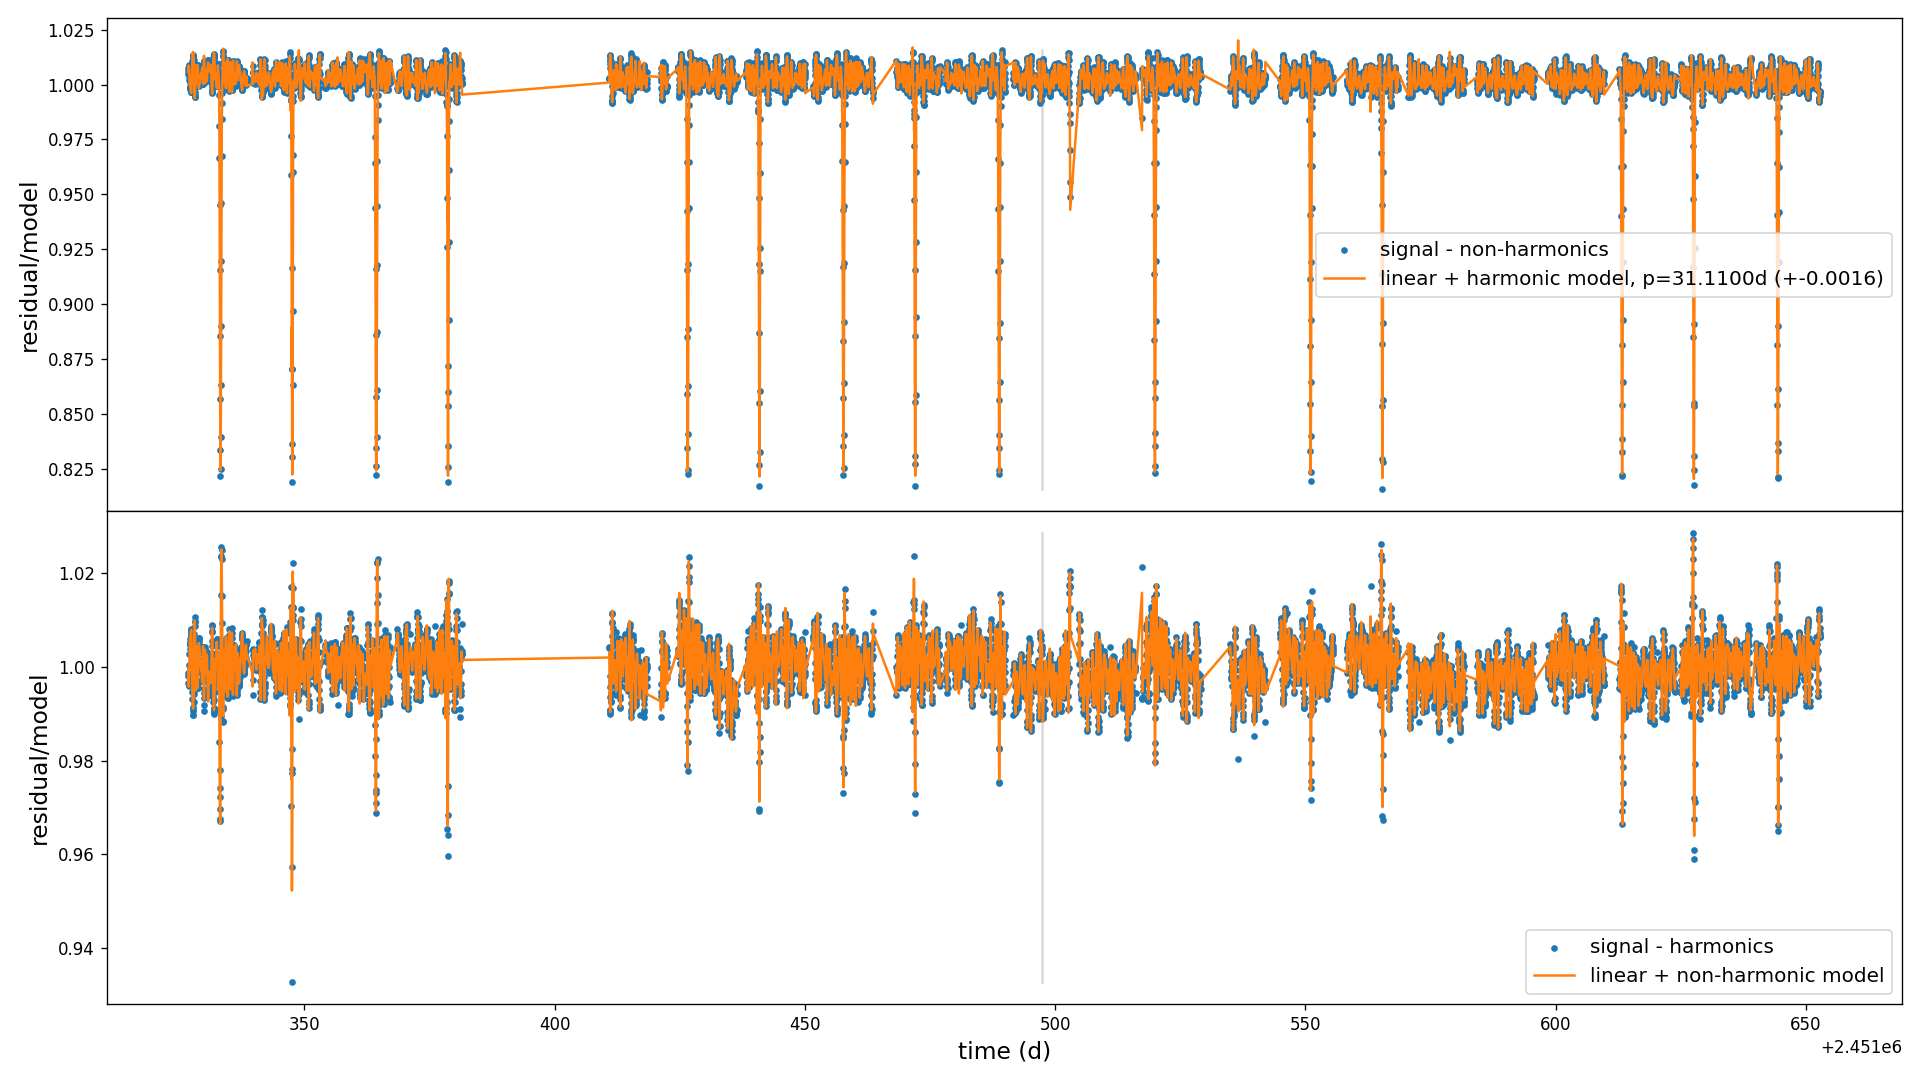 1.025
1.000
0.975
0.950
0.925
0.900
0.875
0.850
0.825
residual/model
signal - non-harmonics
linear + harmonic model, p=31.1100d (+-0.0016)
1.02
1.00
0.98
0.96
0.94
residual/model
signal - harmonics
linear + non-harmonic model
350
400
450
500
550
600
650
time (d)
+2.451e6